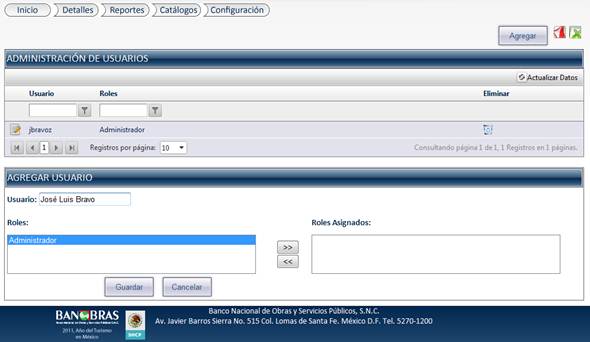 Inicio Detalles Reportes Catálogos Configuración
Agregar
ADMINISTRACIÓN DE USUARIOS
Actualizar Datos
Usuario Roles Eliminar
jbravoz Administrador
1 Registros por página: 10 Consultando página 1 de 1, 1 Registros en 1 páginas.
AGREGAR USUARIO
Usuario: José Luis Bravo
Roles: Roles Asignados:
Administrador
>>
<<
Guardar Cancelar
BANOBRAS
SHCP
2011, Año del Turismo
en México
Banco Nacional de Obras y Servicios Públicos, S.N.C.
Av. Javier Barros Sierra No. 515 Col. Lomas de Santa Fe. México D.F. Tel. 5270-1200